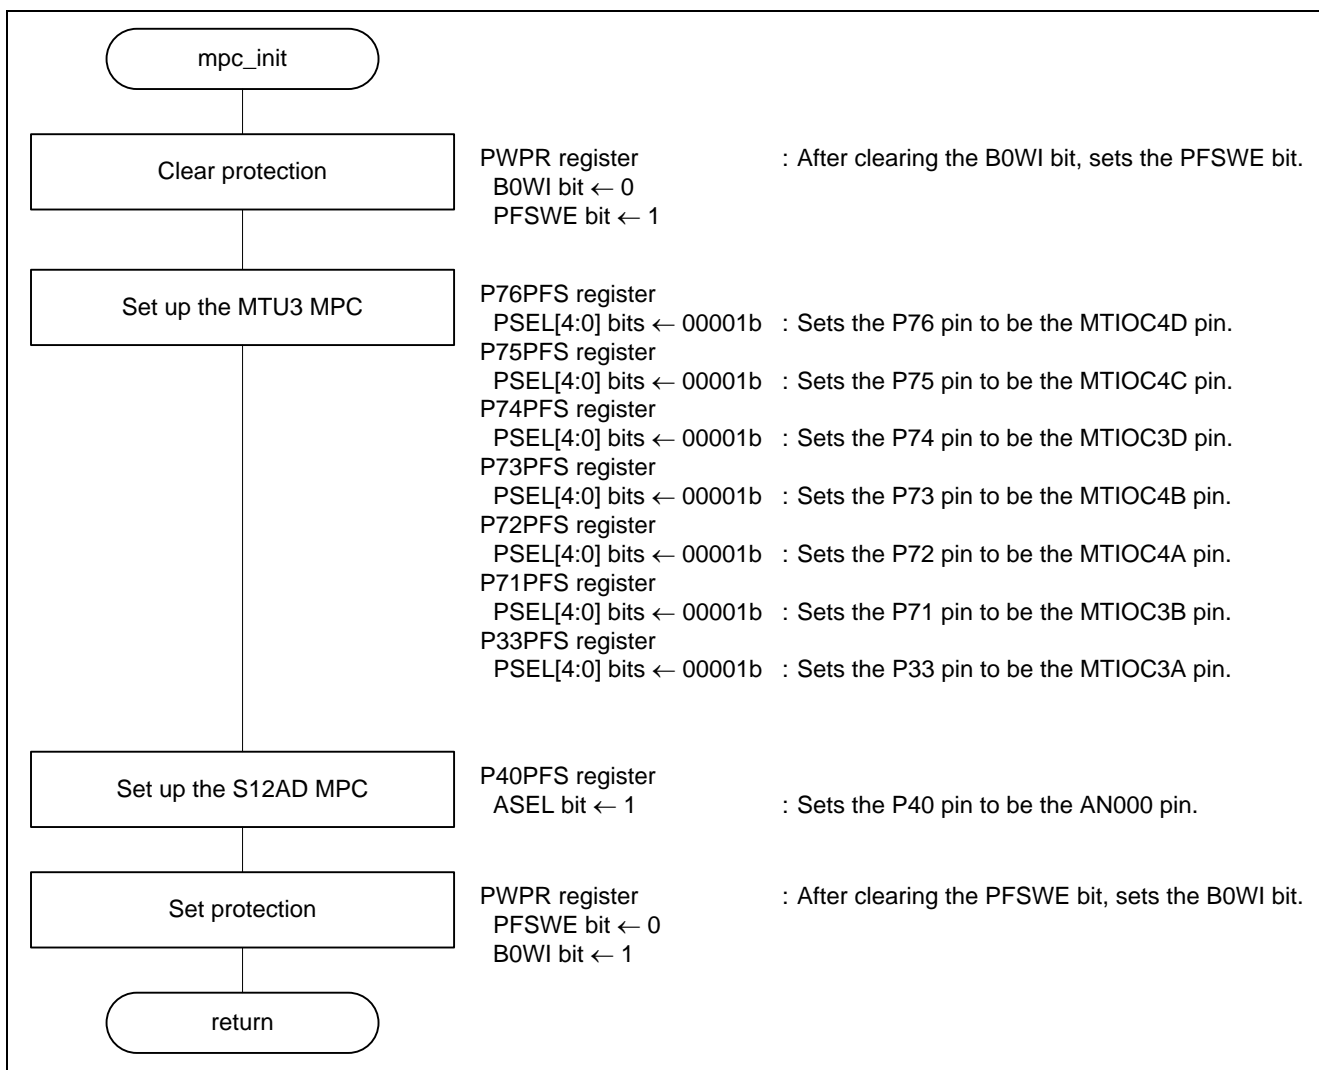 mpc_init
Clear protection
PWPR register : After clearing the B0WI bit, sets the PFSWE bit.
B0WI bit ← 0
PFSWE bit ← 1
Set up the MTU3 MPC
P76PFS register
PSEL[4:0] bits ← 00001b : Sets the P76 pin to be the MTIOC4D pin.
P75PFS register
PSEL[4:0] bits ← 00001b : Sets the P75 pin to be the MTIOC4C pin.
P74PFS register
PSEL[4:0] bits ← 00001b : Sets the P74 pin to be the MTIOC3D pin.
P73PFS register
PSEL[4:0] bits ← 00001b : Sets the P73 pin to be the MTIOC4B pin.
P72PFS register
PSEL[4:0] bits ← 00001b : Sets the P72 pin to be the MTIOC4A pin.
P71PFS register
PSEL[4:0] bits ← 00001b : Sets the P71 pin to be the MTIOC3B pin.
P33PFS register
PSEL[4:0] bits ← 00001b : Sets the P33 pin to be the MTIOC3A pin.
Set up the S12AD MPC
P40PFS register
ASEL bit ← 1 : Sets the P40 pin to be the AN000 pin.
Set protection
PWPR register : After clearing the PFSWE bit, sets the B0WI bit.
PFSWE bit ← 0
B0WI bit ← 1
return